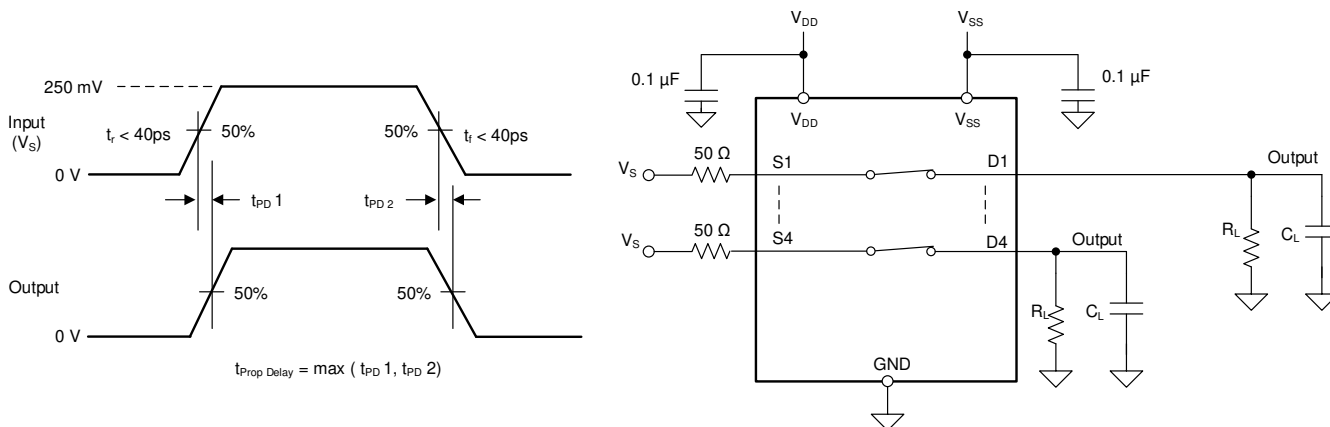 250 mV
Input
(VS)
tr < 40ps
50%
50%
tf < 40ps
0 V
tPD 1
tPD 2
Output
50%
50%
0 V
tProp Delay = max ( tPD 1, tPD 2)
VDD
VSS
0.1 µF
0.1 µF
VDD
VSS
VS
50 Ω
S1
D1
Output
VS
50 Ω
S4
D4
Output
RL
CL
RL
CL
GND